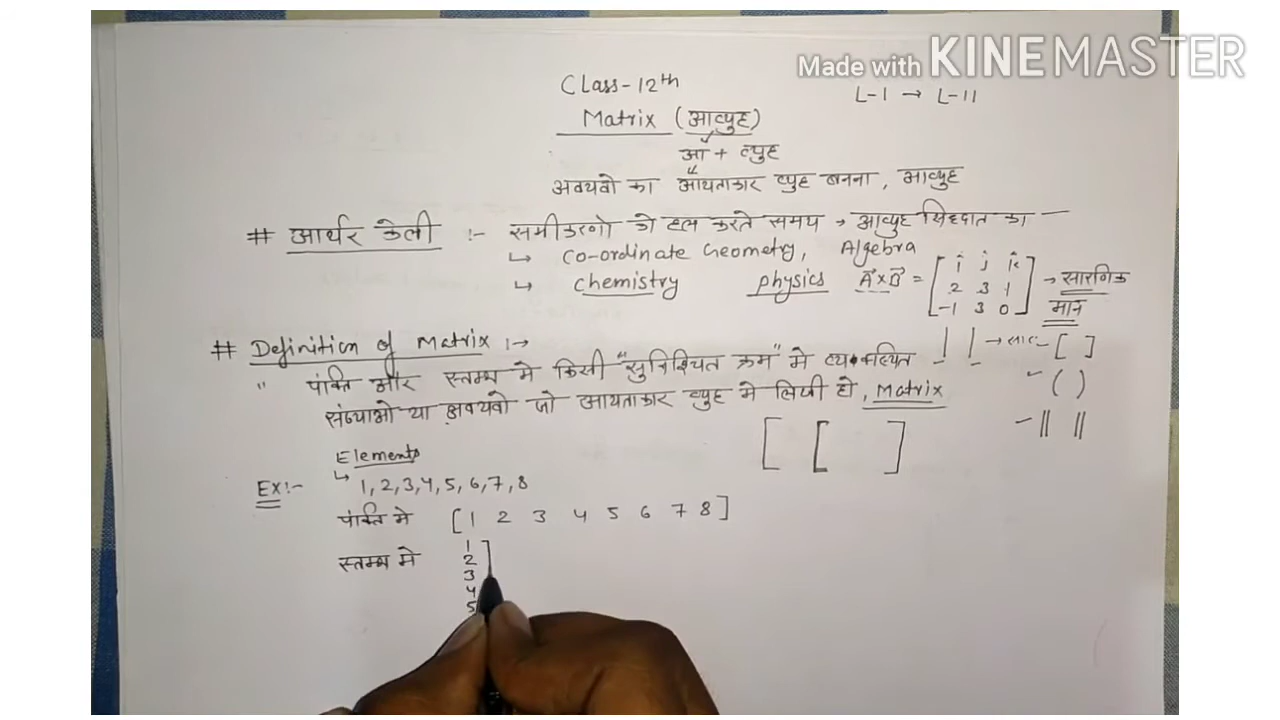 Made with KINEMASTER
Class-12th
L-I → L-II
Matrix (आव्युह)
आ + व्युह
अवयवो का आयताकार व्युह बनना, आव्युह
# आर्थर केली :- समीकरणो को हल करते समय → आव्युह सिद्दात का —
↳ Co-ordinate Geometry, Algebra
↳ chemistry physics A⃗×B⃗ = [ î ĵ k̂ → सारणिक
2 3 1 मान
-1 3 0 ]
# Definition of Matrix :→
" पंक्ति और स्तम्भ मे किसी "सुनिश्चित क्रम" मे व्यवस्थित | | → [ ]
संख्याओ या अवयवो जो आयताकार व्युह मे लिखी हो, Matrix ( )
[ [ ] - || ||
Elements
EX:- ↳ 1, 2, 3, 4, 5, 6, 7, 8
पंक्ति मे [1 2 3 4 5 6 7 8]
स्तम्भ मे 1
2
3
4
5